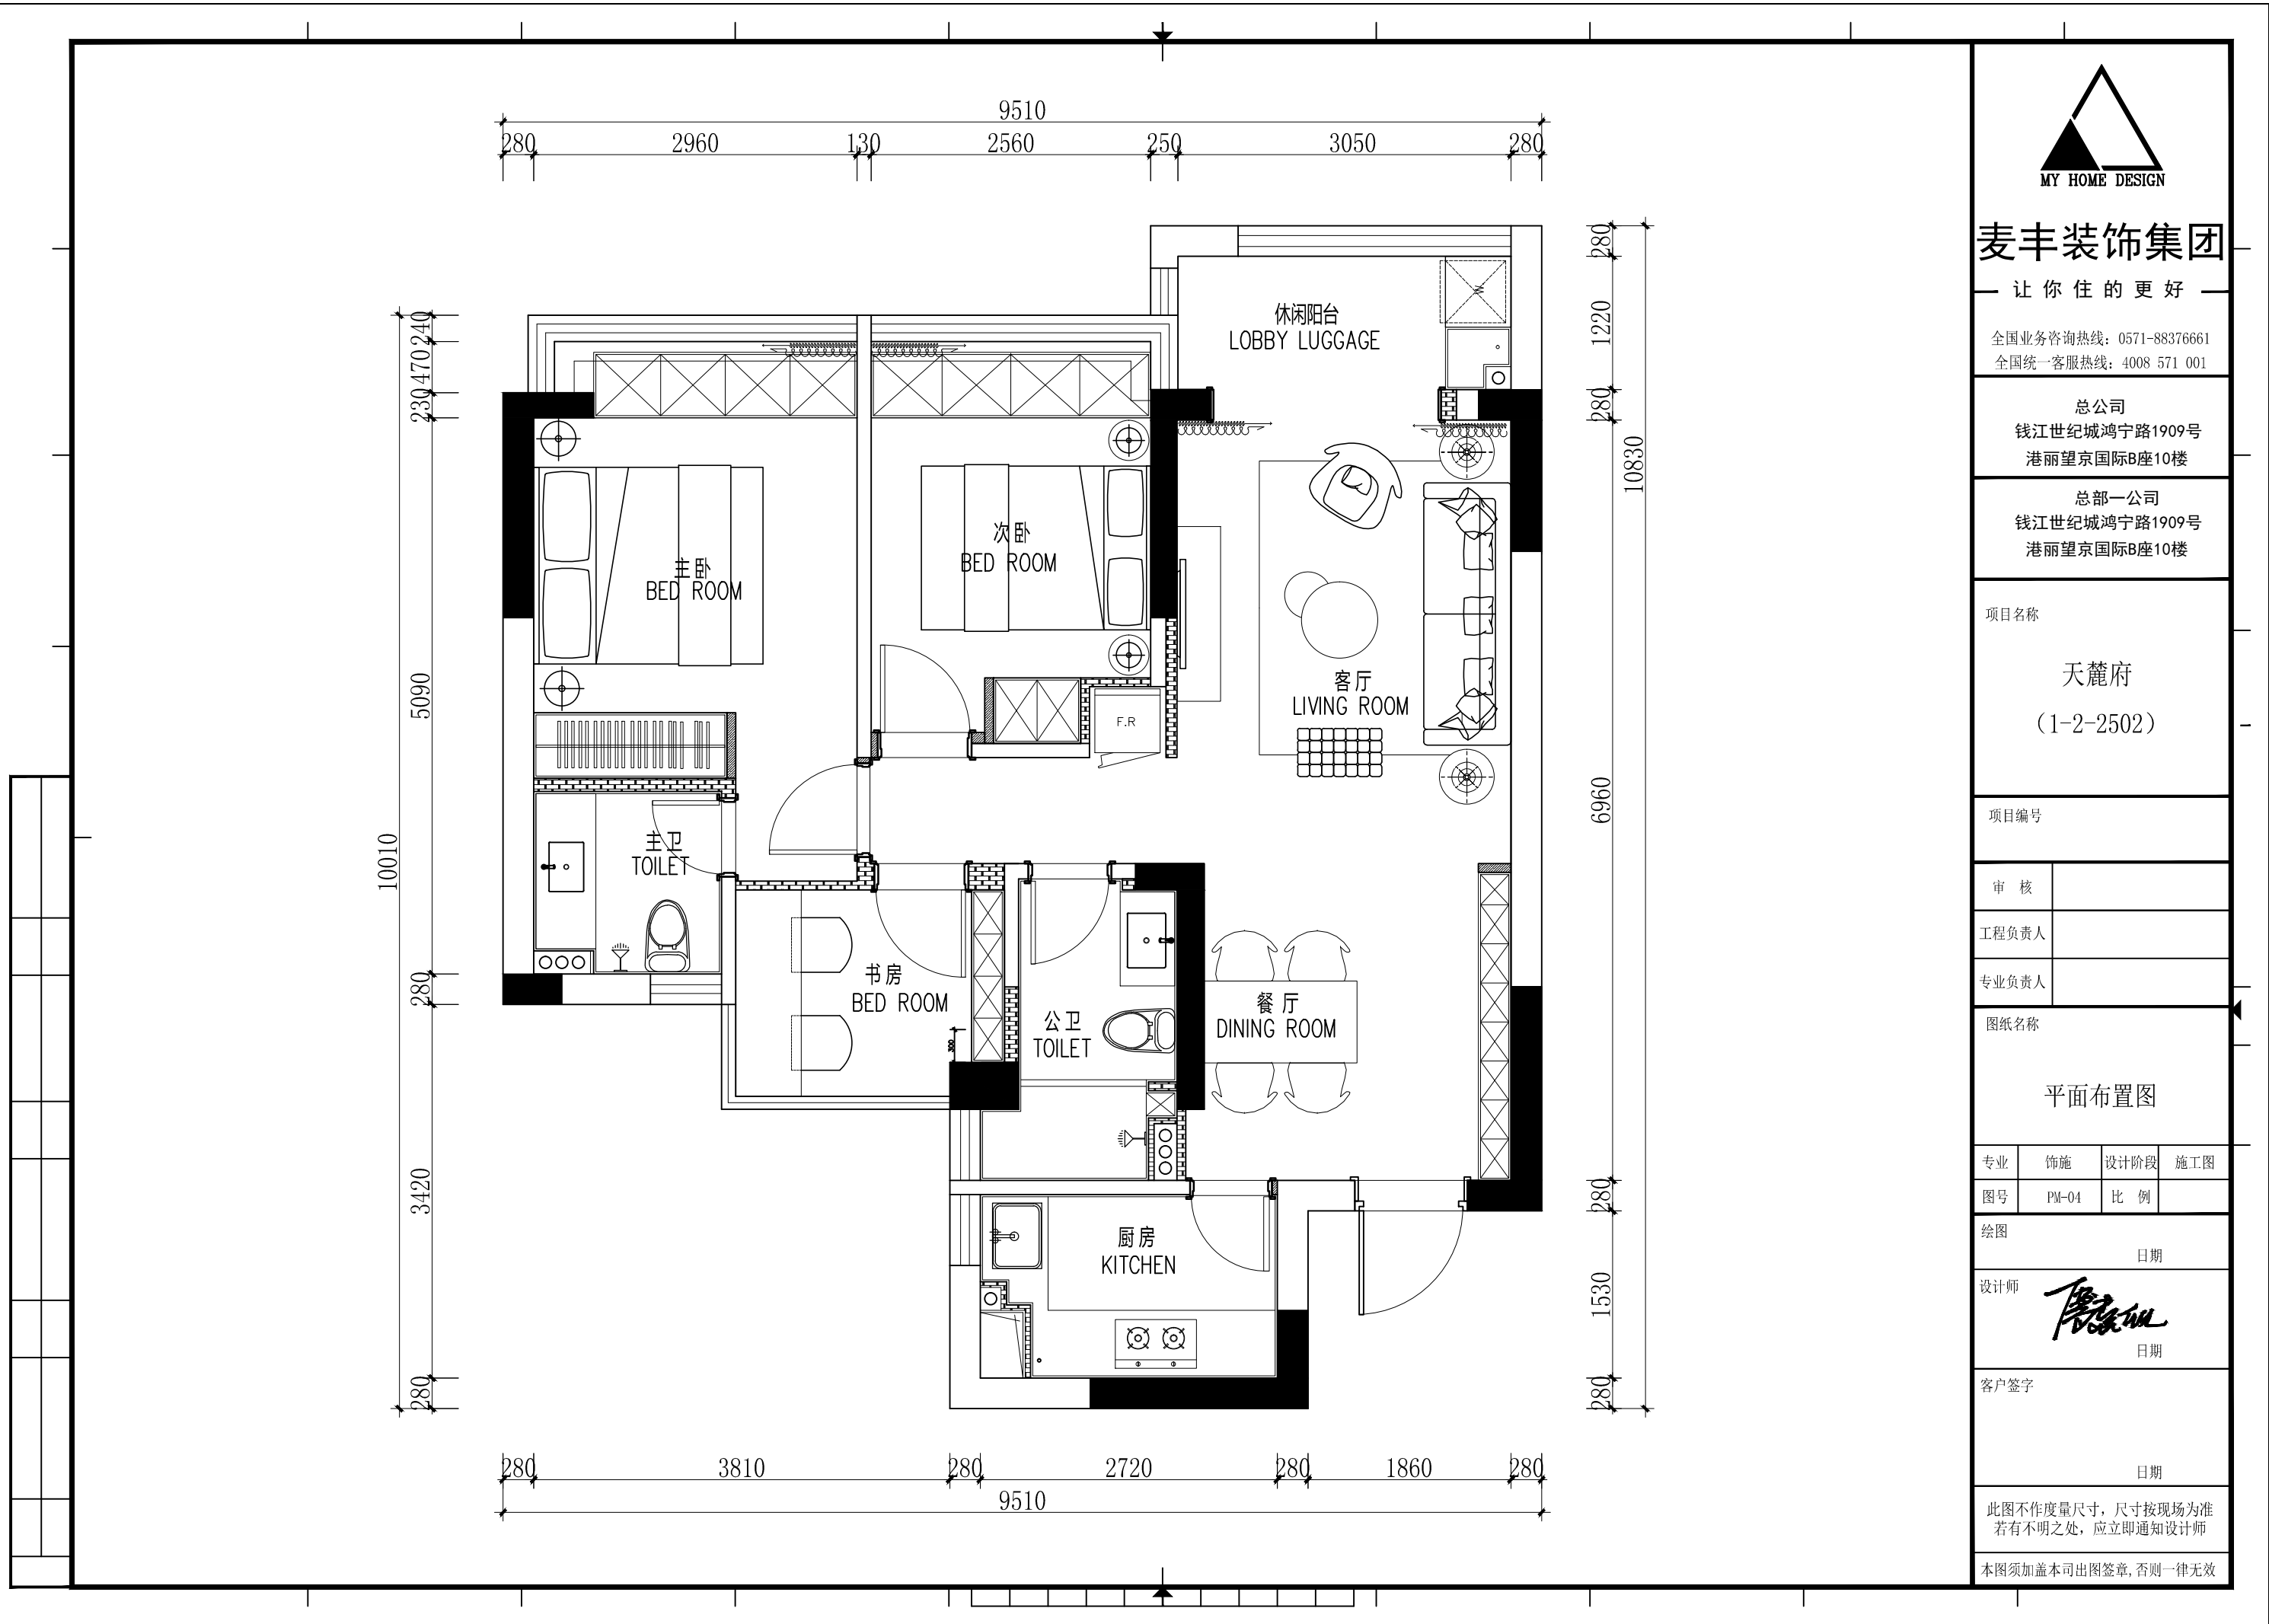 9510
280 2960 130 2560 250 3050 280
240
470
230
5090
280
3420
280
10010
280
1220
280
6960
280
1530
280
10830
休闲阳台
LOBBY LUGGAGE
W
主卧
BED ROOM
次卧
BED ROOM
F.R
客厅
LIVING ROOM
主卫
TOILET
书房
BED ROOM
300
公卫
TOILET
餐厅
DINING ROOM
厨房
KITCHEN
280 3810 280 2720 280 1860 280
9510
MY HOME DESIGN
麦丰装饰集团
让你住的更好
全国业务咨询热线：0571-88376661
全国统一客服热线：4008 571 001
总公司
钱江世纪城鸿宁路1909号
港丽望京国际B座10楼
总部一公司
钱江世纪城鸿宁路1909号
港丽望京国际B座10楼
项目名称
天麓府
（1-2-2502）
项目编号
审 核
工程负责人
专业负责人
图纸名称
平面布置图
专业 饰施 设计阶段 施工图
图号 PM-04 比 例
绘图
日期
设计师
日期
客户签字
日期
此图不作度量尺寸，尺寸按现场为准
若有不明之处，应立即通知设计师
本图须加盖本司出图签章,否则一律无效